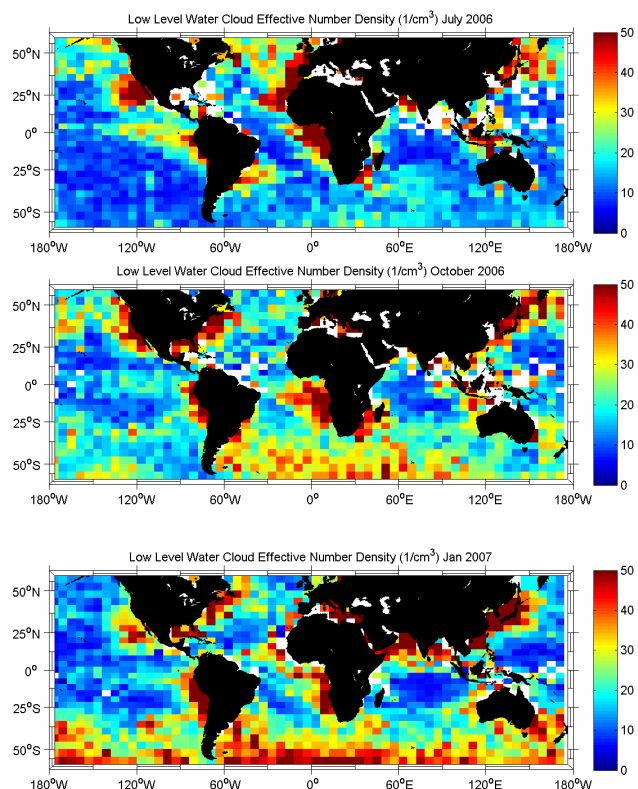 Low Level Water Cloud Effective Number Density (1/cm³) July 2006
50°N
25°N
0°
25°S
50°S
180°W 120°W 60°W 0° 60°E 120°E 180°W
50
40
30
20
10
0
Low Level Water Cloud Effective Number Density (1/cm³) October 2006
50°N
25°N
0°
25°S
50°S
180°W 120°W 60°W 0° 60°E 120°E 180°W
50
40
30
20
10
0
Low Level Water Cloud Effective Number Density (1/cm³) Jan 2007
50°N
25°N
0°
25°S
50°S
180°W 120°W 60°W 0° 60°E 120°E 180°W
50
40
30
20
10
0